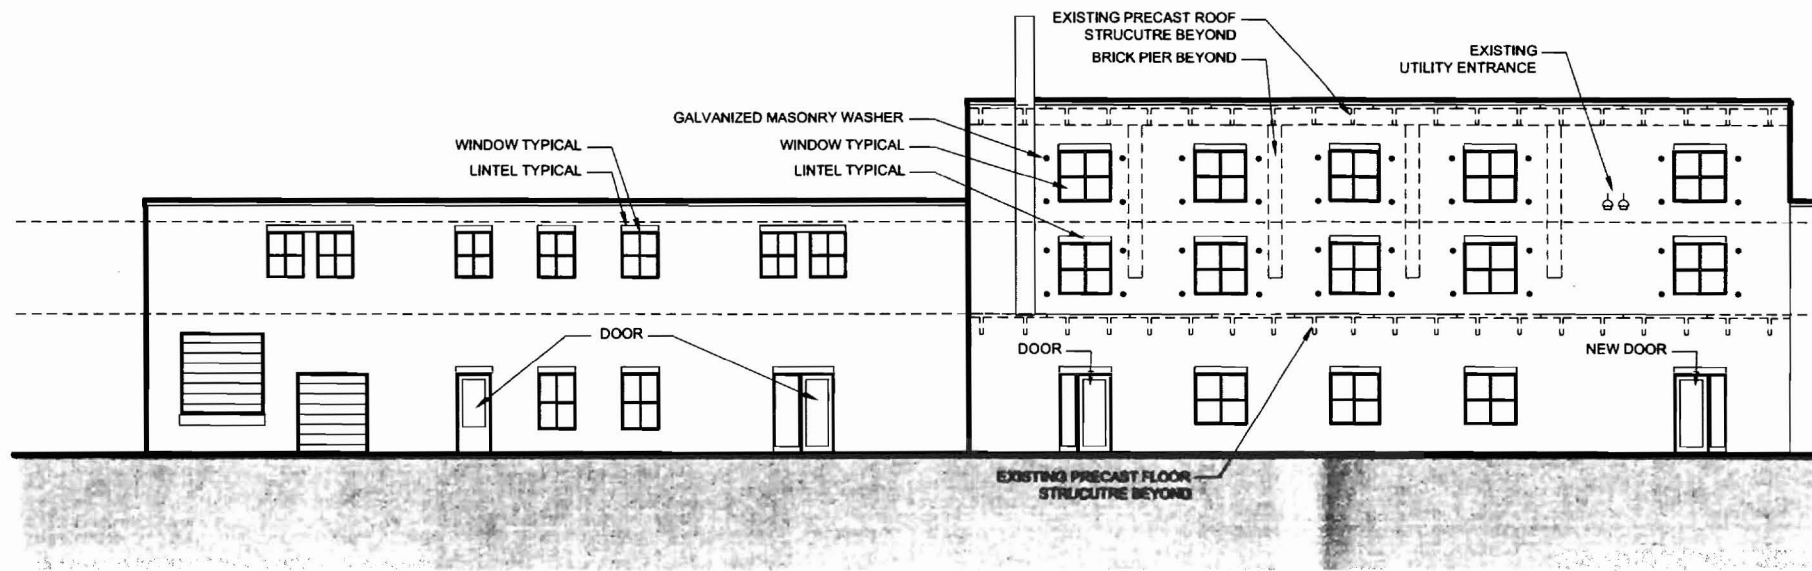 EXISTING PRECAST ROOF
STRUCUTRE BEYOND
BRICK PIER BEYOND
EXISTING
UTILITY ENTRANCE
GALVANIZED MASONRY WASHER
WINDOW TYPICAL
WINDOW TYPICAL
LINTEL TYPICAL
LINTEL TYPICAL
DOOR
DOOR
NEW DOOR
EXISTING PRECAST FLOOR
STRUCUTRE BEYOND